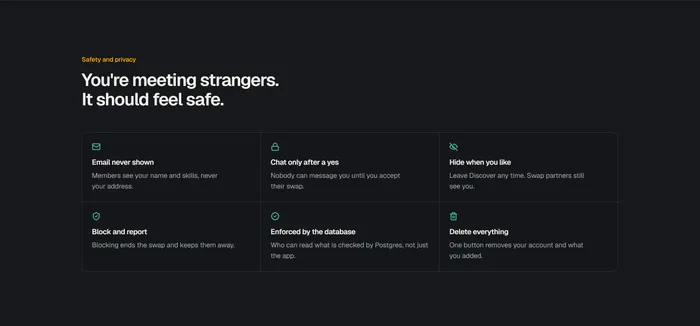 Safety and privacy
You're meeting strangers.
It should feel safe.
Email never shown
Members see your name and skills, never
your address.
Chat only after a yes
Nobody can message you until you accept
their swap.
Hide when you like
Leave Discover any time. Swap partners still
see you.
Block and report
Blocking ends the swap and keeps them away.
Enforced by the database
Who can read what is checked by Postgres, not just
the app.
Delete everything
One button removes your account and what
you added.